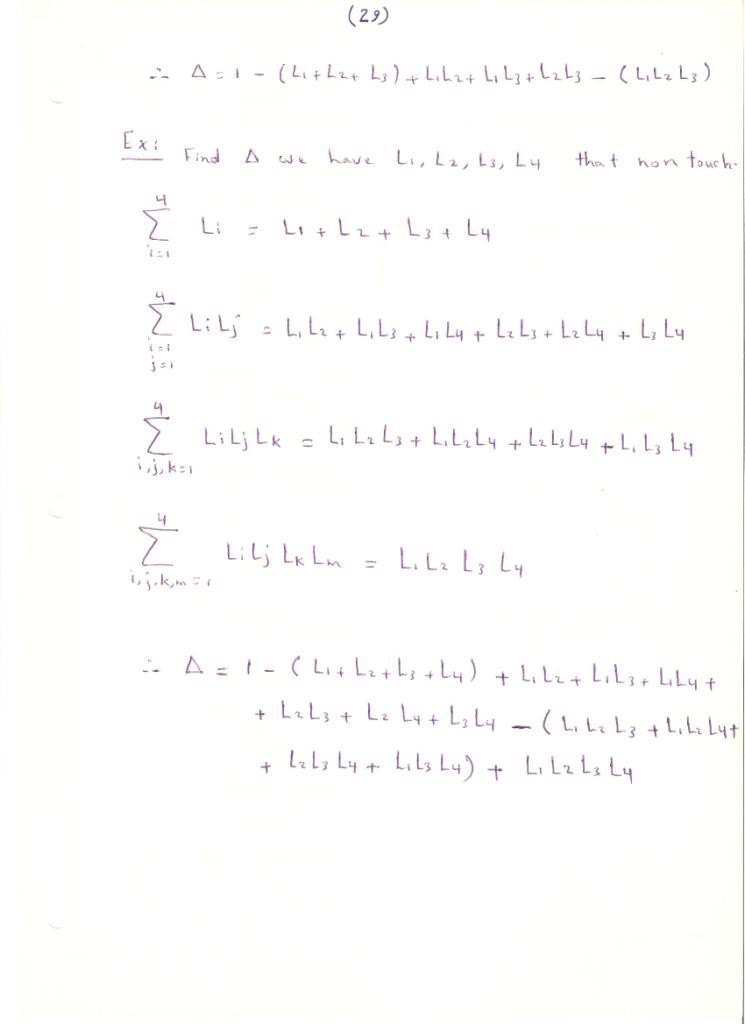 (29)
∴ Δ = 1 - (L1+L2+L3) + L1L2 + L1L3 + L2L3 - (L1L2L3)
Ex: Find Δ we have L1, L2, L3, L4 that non touch-
4
∑ Li = L1 + L2 + L3 + L4
i=1
4
∑ LiLj = L1L2 + L1L3 + L1L4 + L2L3 + L2L4 + L3L4
i=1
j=1
4
∑ LiLjLk = L1L2L3 + L1L2L4 + L2L3L4 + L1L3L4
i,j,k=1
4
∑ LiLjLkLm = L1L2L3L4
i,j,k,m=1
∴ Δ = 1 - (L1+L2+L3+L4) + L1L2 + L1L3 + L1L4 +
+ L2L3 + L2L4 + L3L4 - (L1L2L3 + L1L2L4 +
+ L2L3L4 + L1L3L4) + L1L2L3L4